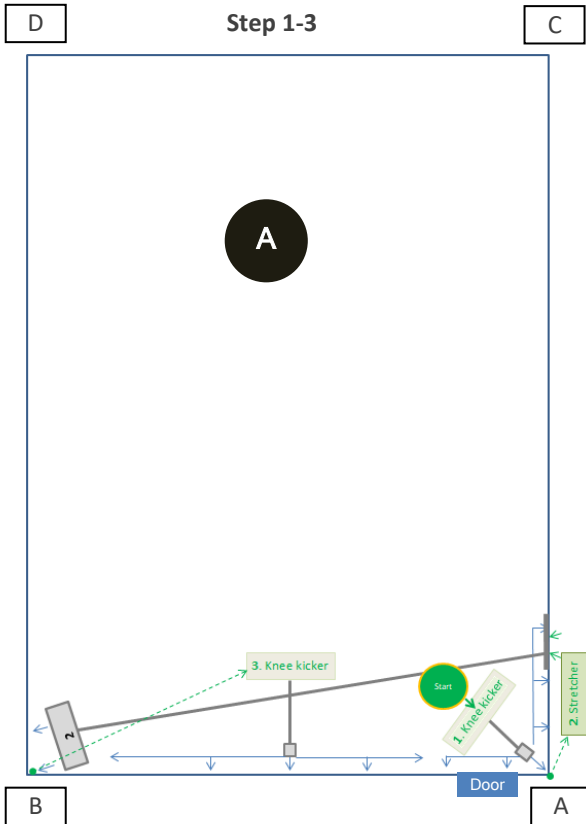 D
Step 1-3
C
A
3. Knee kicker
Start
1. Knee kicker
2. Stretcher
2
Door
B
A